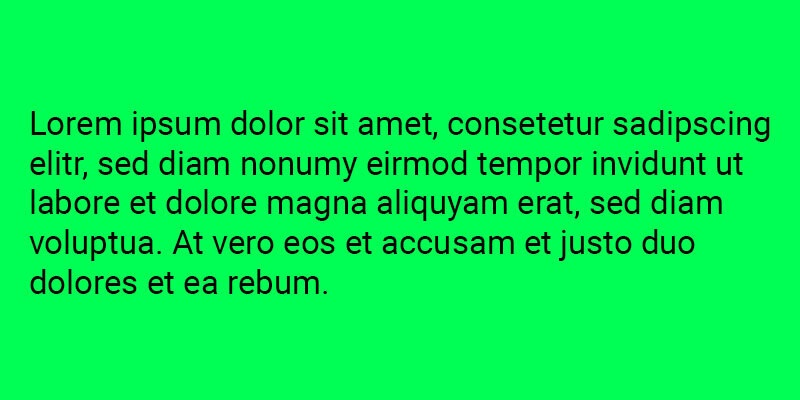 Lorem ipsum dolor sit amet, consetetur sadipscing
elitr, sed diam nonumy eirmod tempor invidunt ut
labore et dolore magna aliquyam erat, sed diam
voluptua. At vero eos et accusam et justo duo
dolores et ea rebum.